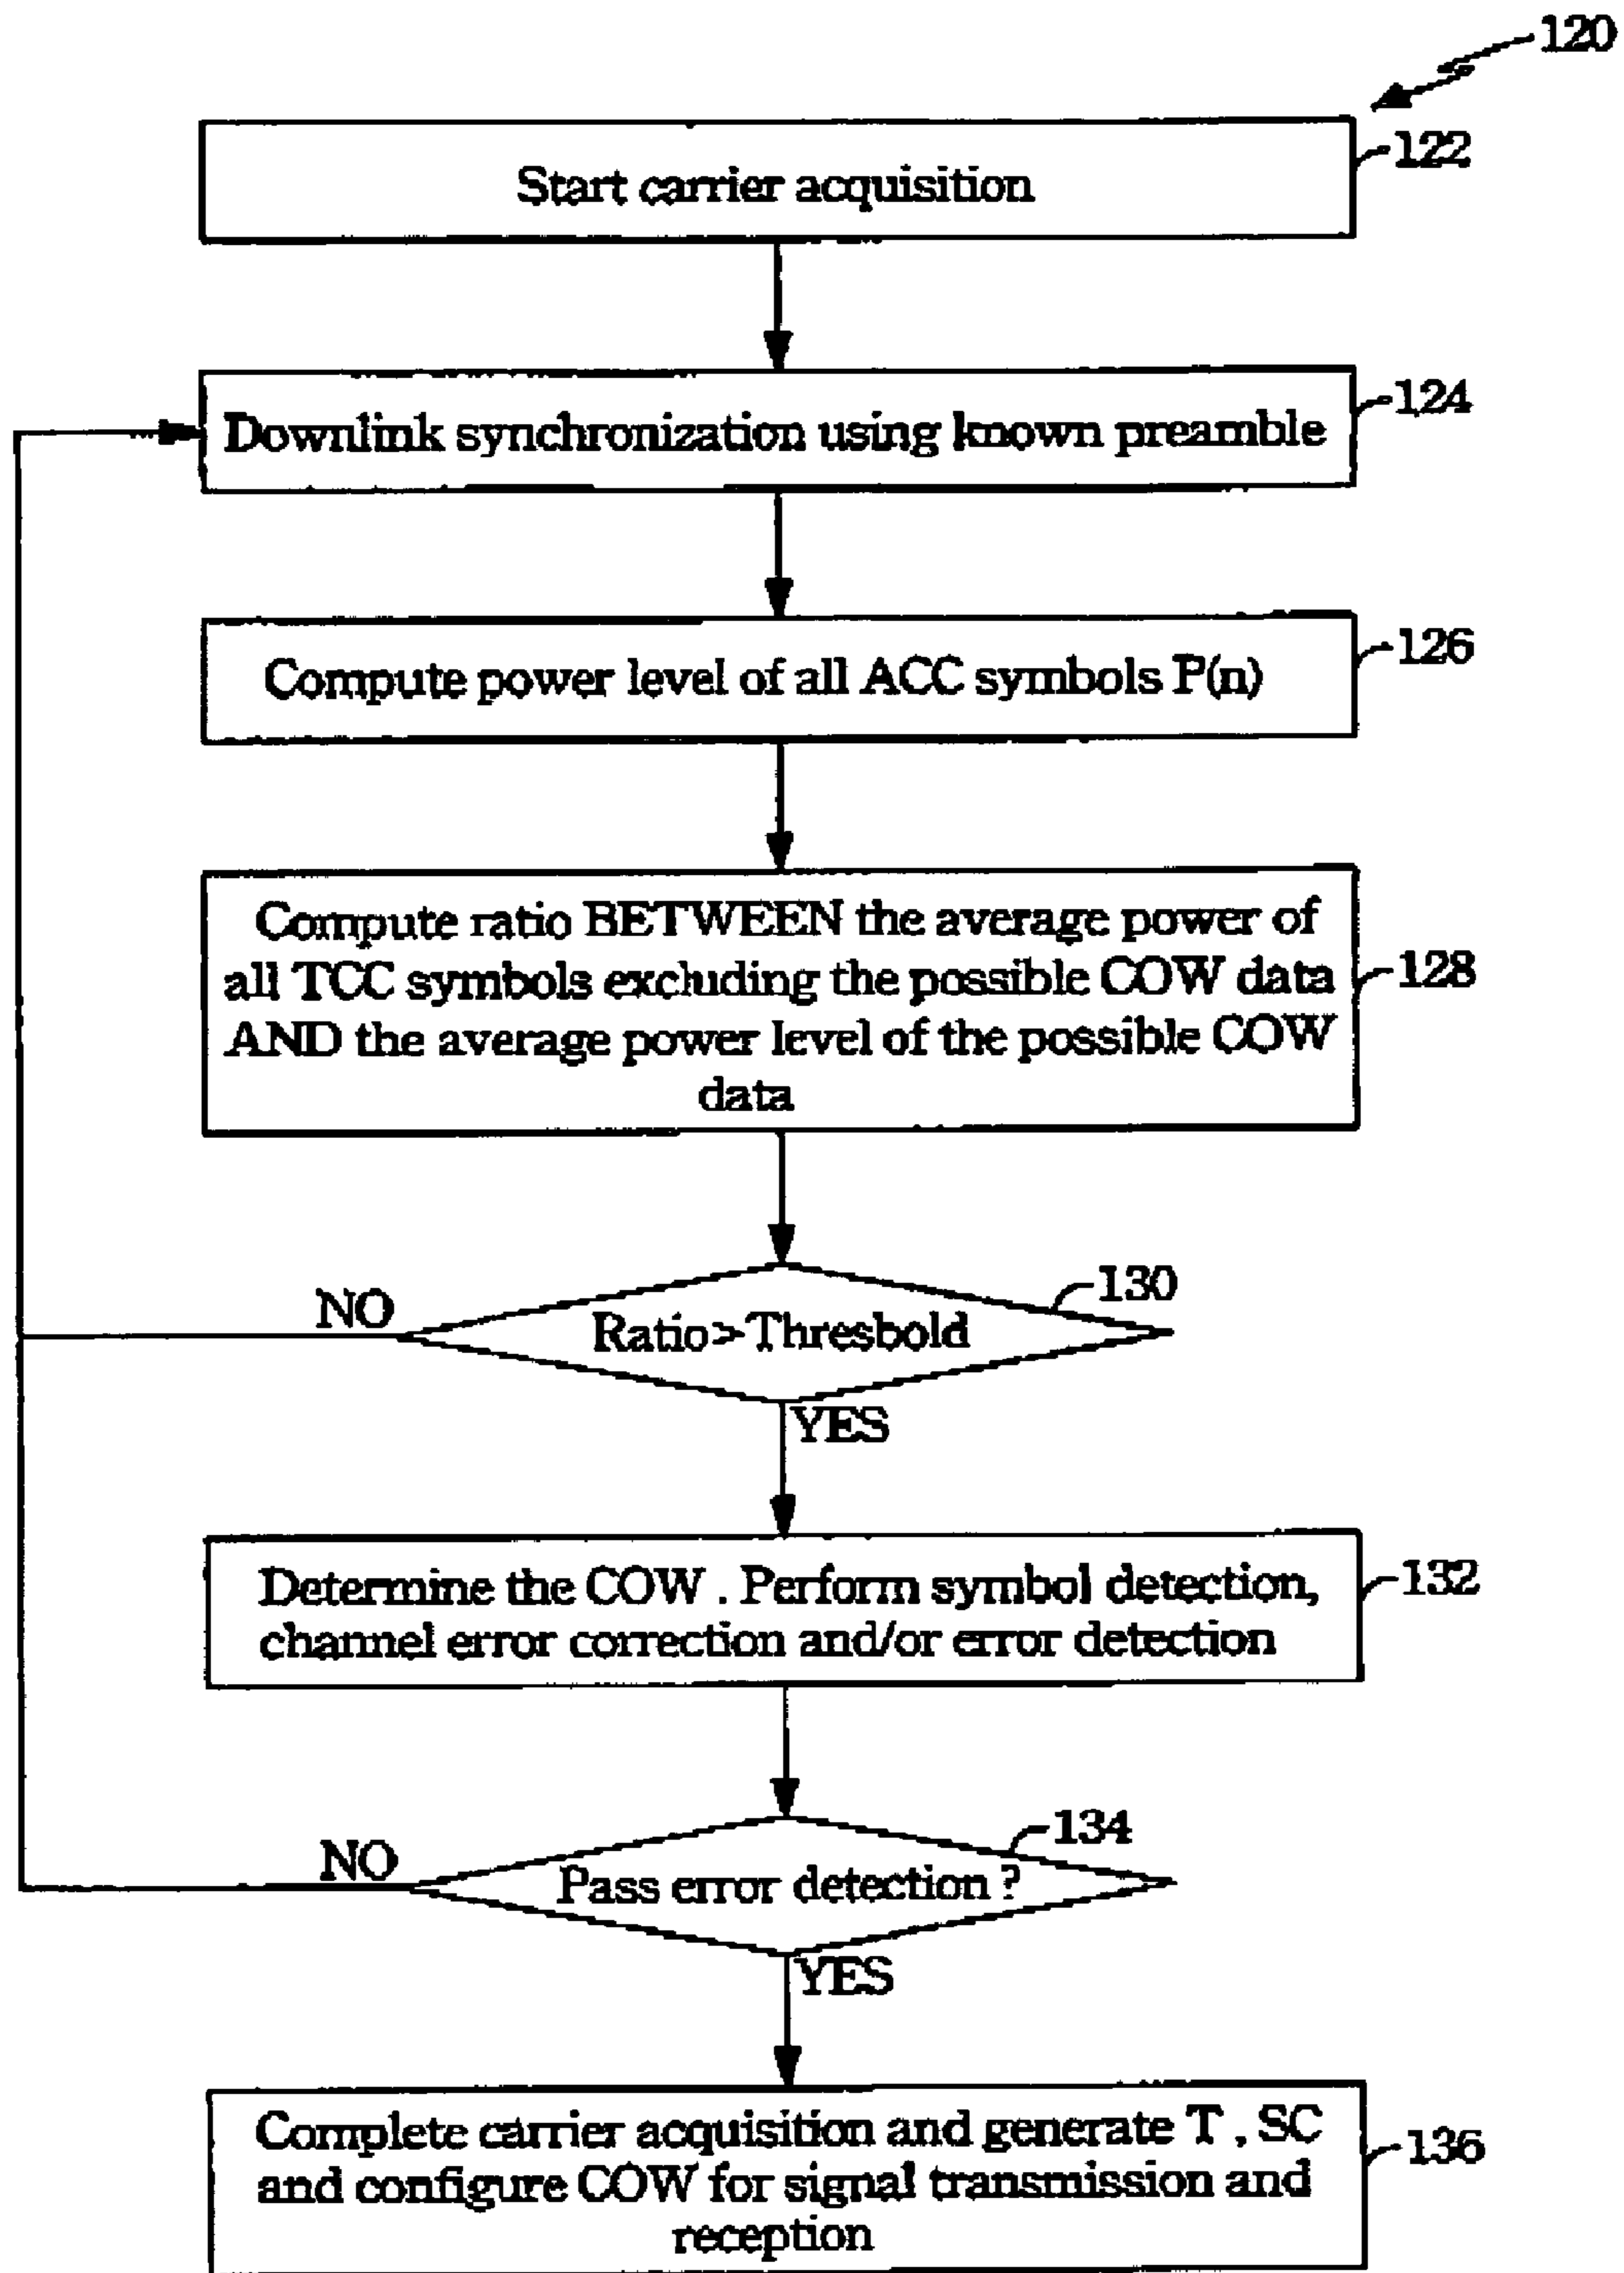 120
Start carrier acquisition
122
Downlink synchronization using known preamble
124
Compute power level of all ACC symbols P(n)
126
Compute ratio BETWEEN the average power of
all TCC symbols excluding the possible COW data
AND the average power level of the possible COW
data
128
Ratio>Thresbold
130
NO
YES
Determine the COW . Perform symbol detection,
channel error correction and/or error detection
132
Pass error detection ?
134
NO
YES
Complete carrier acquisition and generate T , SC
and configure COW for signal transmission and
reception
136